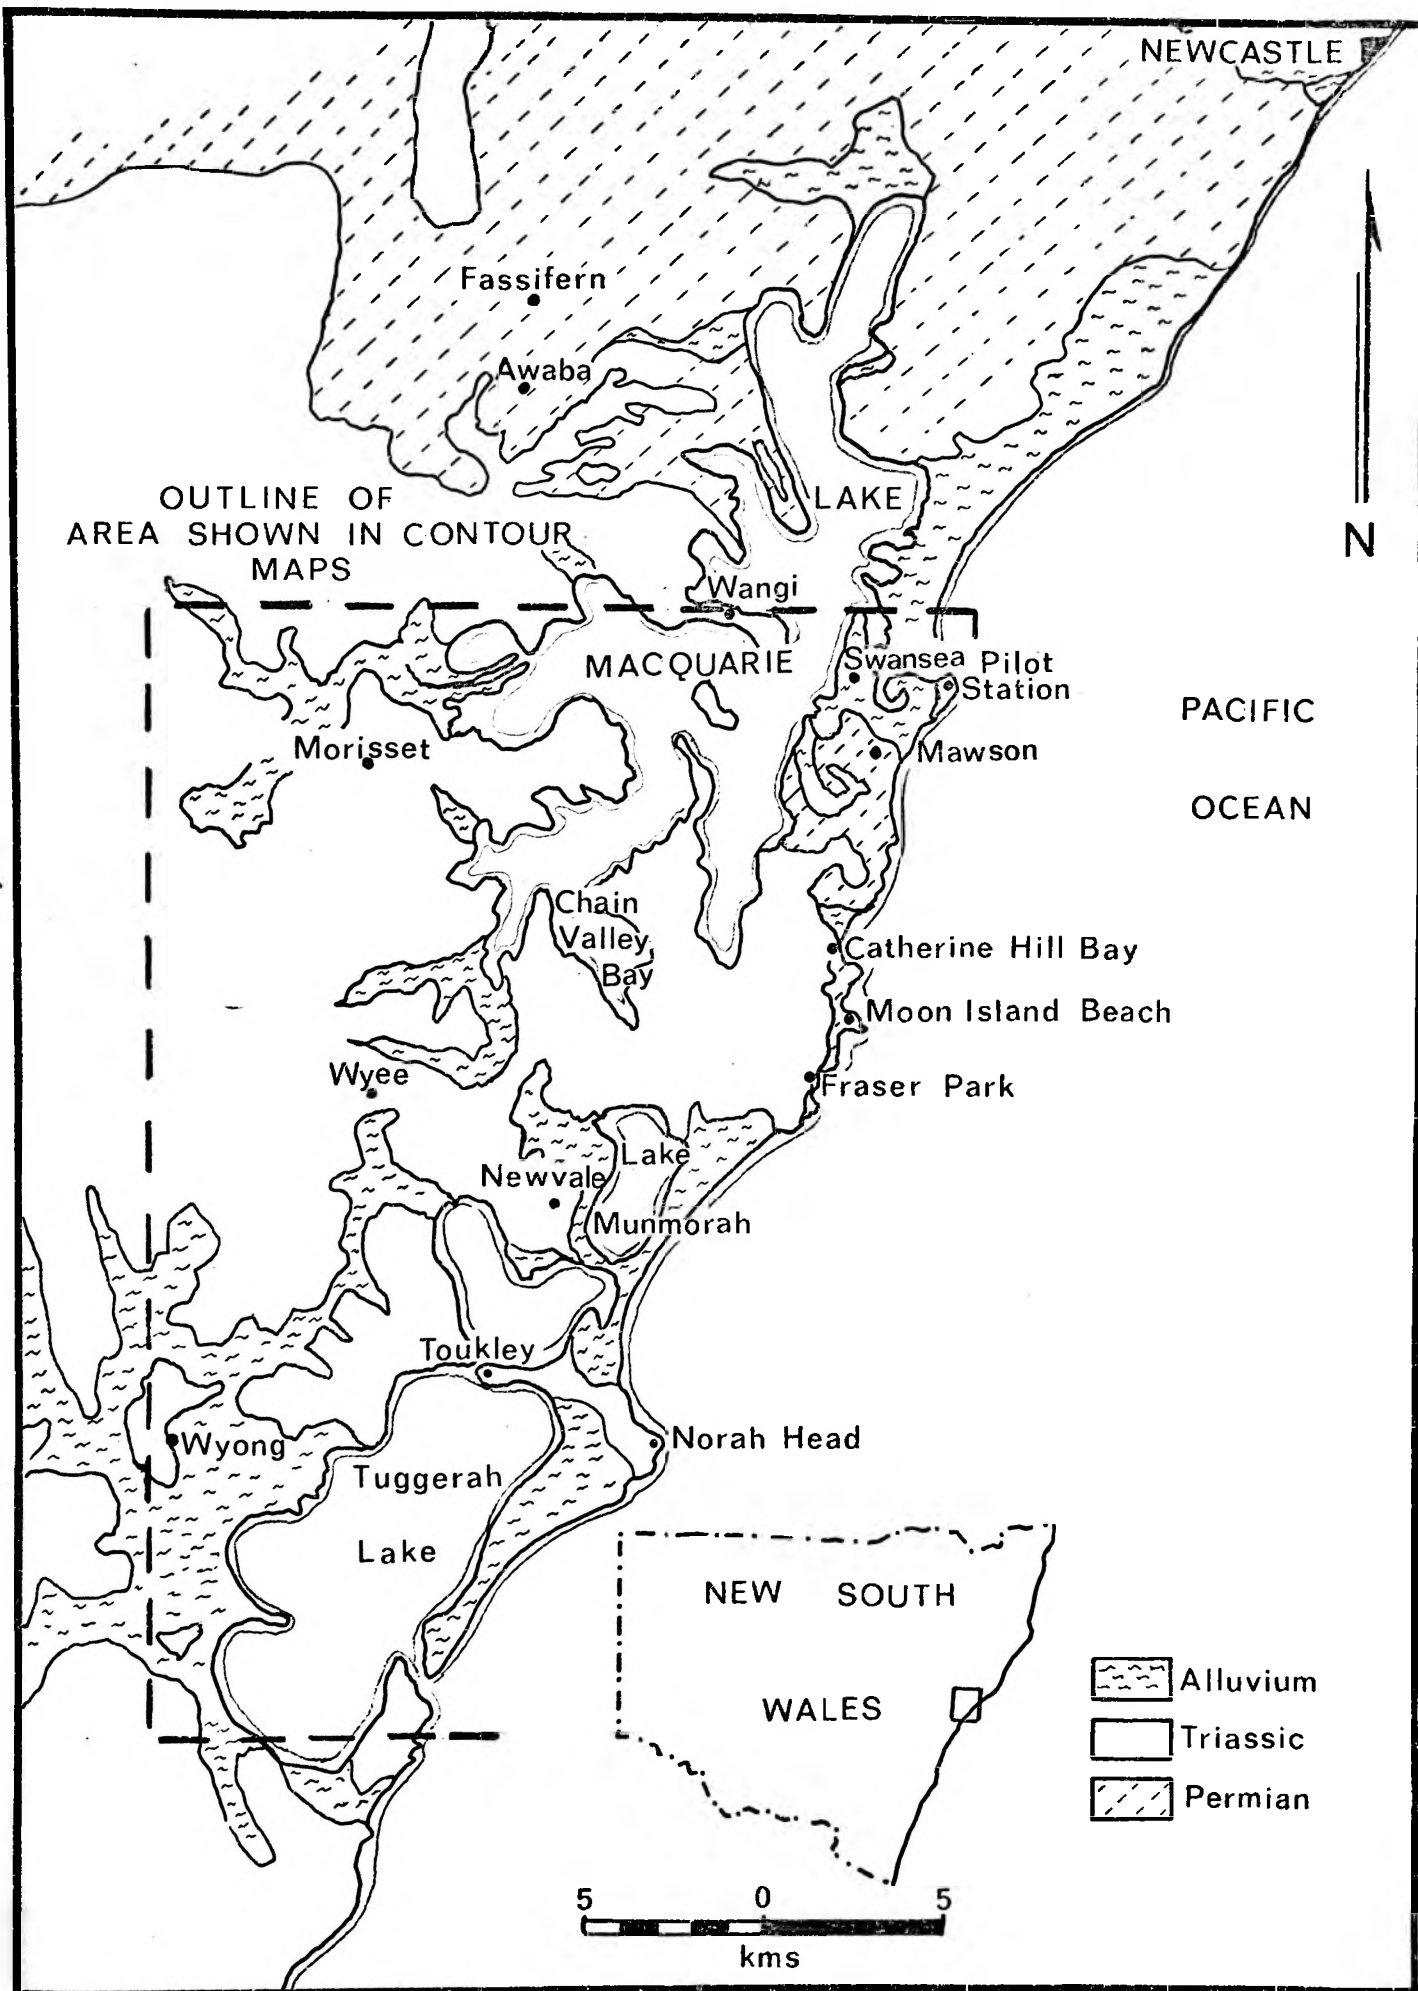 NEWCASTLE
Fassifern
Awaba
OUTLINE OF
AREA SHOWN IN CONTOUR
MAPS
LAKE
N
Wangi
MACQUARIE
Swansea
Pilot
Station
PACIFIC
Morisset
Mawson
OCEAN
Chain
Valley
Bay
Catherine Hill Bay
Moon Island Beach
Wyee
Fraser Park
Lake
Newvale
Munmorah
Toukley
Wyong
Norah Head
Tuggerah
Lake
NEW SOUTH
WALES
Alluvium
Triassic
Permian
5 0 5
kms